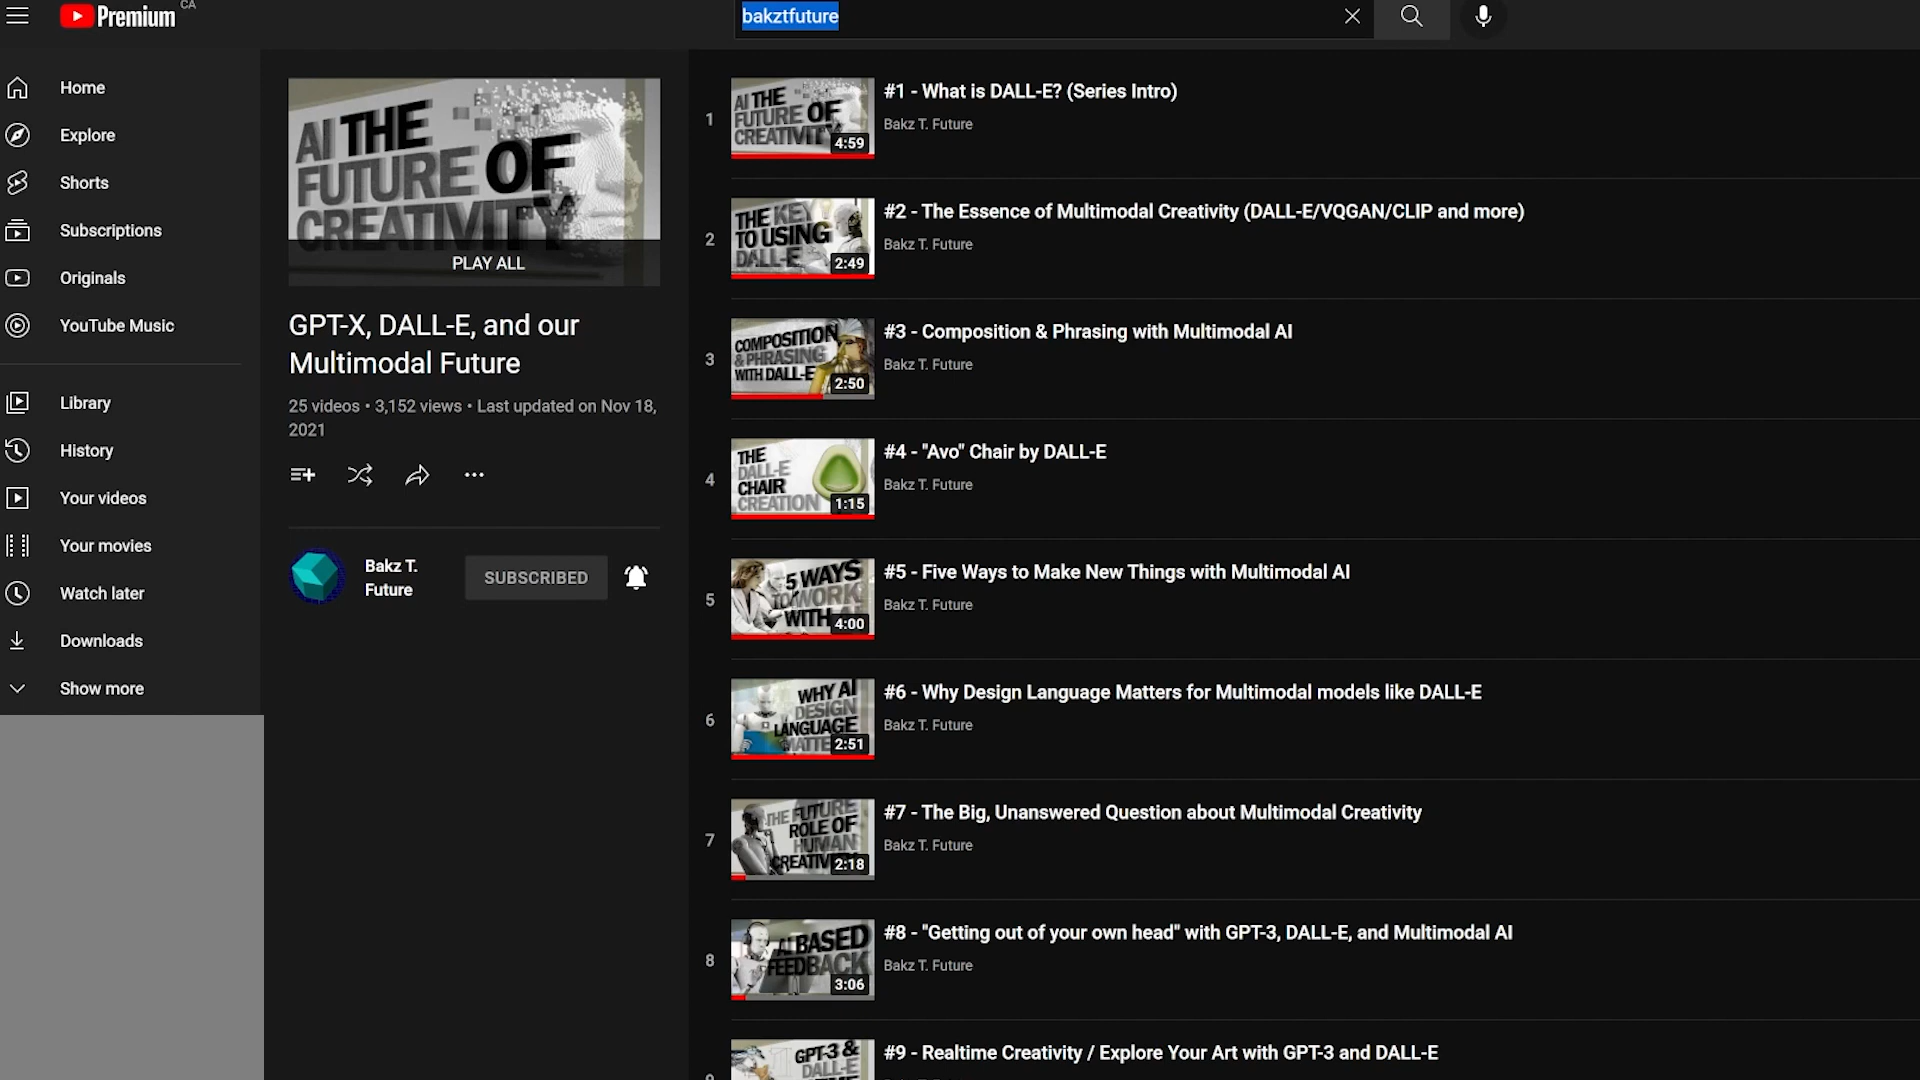 Premium CA
bakztfuture
Home
Explore
Shorts
Subscriptions
Originals
YouTube Music
Library
History
Your videos
Your movies
Watch later
Downloads
Show more
AI THE
FUTURE OF
CREATIVITY
PLAY ALL
GPT-X, DALL-E, and our
Multimodal Future
25 videos • 3,152 views • Last updated on Nov 18,
2021
Bakz T.
Future
SUBSCRIBED
1
AI THE
FUTURE OF
CREATIVITY
4:59
#1 - What is DALL-E? (Series Intro)
Bakz T. Future
2
THE KEY
TO USING
DALL-E
2:49
#2 - The Essence of Multimodal Creativity (DALL-E/VQGAN/CLIP and more)
Bakz T. Future
3
COMPOSITION
& PHRASING
WITH DALL-E
2:50
#3 - Composition & Phrasing with Multimodal AI
Bakz T. Future
4
THE
DALL-E
CHAIR
CREATION
1:15
#4 - "Avo" Chair by DALL-E
Bakz T. Future
5
5 WAYS
TO WORK
WITH
4:00
#5 - Five Ways to Make New Things with Multimodal AI
Bakz T. Future
6
WHY AI
DESIGN
LANGUAGE
2:51
#6 - Why Design Language Matters for Multimodal models like DALL-E
Bakz T. Future
7
THE FUTURE
ROLE OF
HUMAN
2:18
#7 - The Big, Unanswered Question about Multimodal Creativity
Bakz T. Future
8
AI BASED
FEEDBACK
3:06
#8 - "Getting out of your own head" with GPT-3, DALL-E, and Multimodal AI
Bakz T. Future
GPT-3 &
DALL-E
#9 - Realtime Creativity / Explore Your Art with GPT-3 and DALL-E